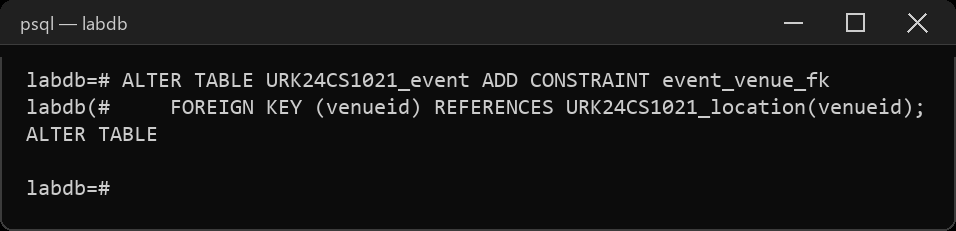 psql — labdb
labdb=# ALTER TABLE URK24CS1021_event ADD CONSTRAINT event_venue_fk
labdb(#     FOREIGN KEY (venueid) REFERENCES URK24CS1021_location(venueid);
ALTER TABLE
labdb=#